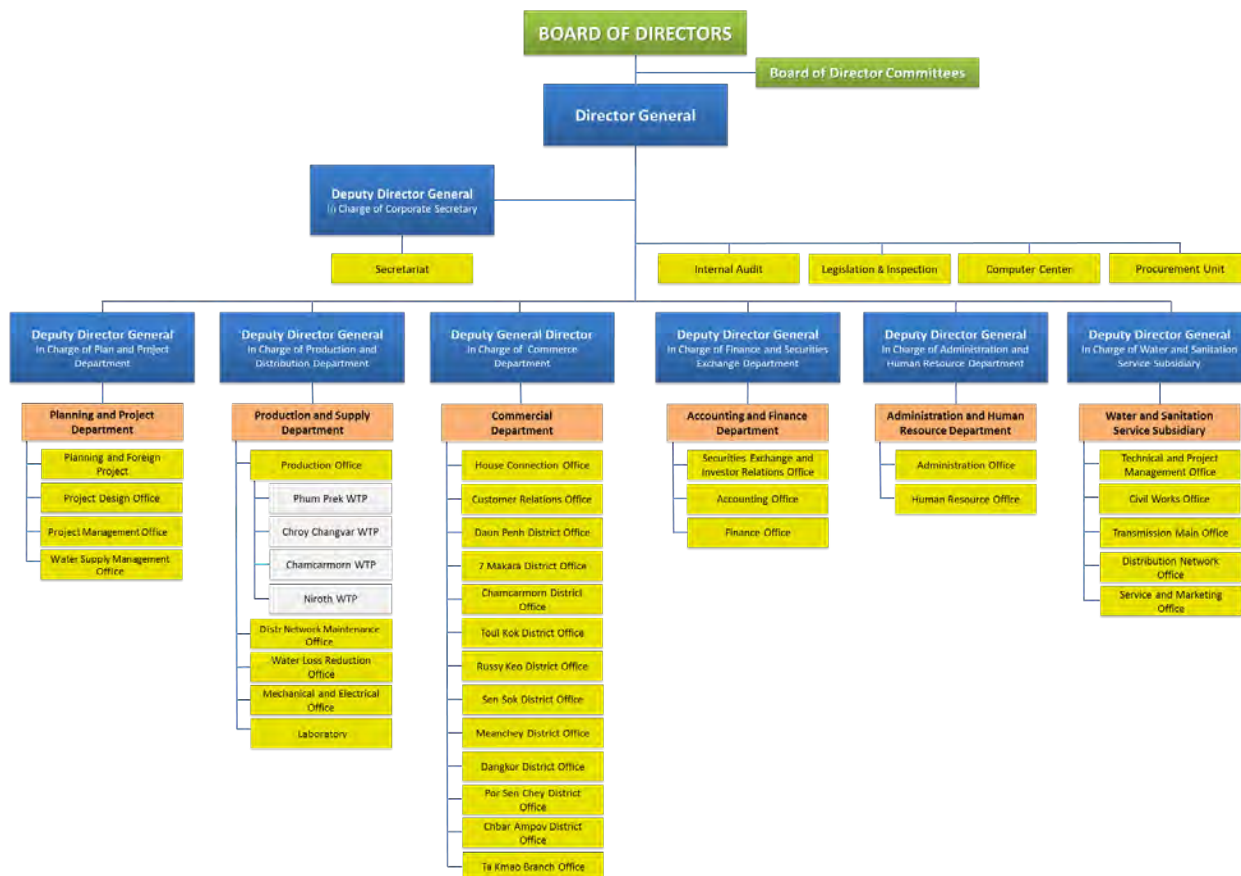 BOARD OF DIRECTORS
Board of Director Committees
Director General
Deputy Director General
In Charge of Corporate Secretary
Secretariat
Internal Audit
Legislation & Inspection
Computer Center
Procurement Unit
Deputy Director General
In Charge of Plan and Project
Department
Deputy Director General
In Charge of Production and
Distribution Department
Deputy General Director
In Charge of Commerce
Department
Deputy Director General
In Charge of Finance and Securities
Exchange Department
Deputy Director General
In Charge of Administration and
Human Resource Department
Deputy Director General
In Charge of Water and Sanitation
Service Subsidiary
Planning and Project
Department
Planning and Foreign
Project
Project Design Office
Project Management Office
Water Supply Management
Office
Production and Supply
Department
Production Office
Phum Prek WTP
Chroy Changvar WTP
Chamcarmorn WTP
Niroth WTP
Distr Network Maintenance
Office
Water Loss Reduction
Office
Mechanical and Electrical
Office
Laboratory
Commercial
Department
House Connection Office
Customer Relations Office
Daun Penh District Office
7 Makara District Office
Chamcarmorn District
Office
Toul Kok District Office
Russy Keo District Office
Sen Sok District Office
Meanchey District Office
Dangkor District Office
Por Sen Chey District
Office
Chbar Ampov District
Office
Ta Kmao Branch Office
Accounting and Finance
Department
Securities Exchange and
Investor Relations Office
Accounting Office
Finance Office
Administration and Human
Resource Department
Administration Office
Human Resource Office
Water and Sanitation
Service Subsidiary
Technical and Project
Management Office
Civil Works Office
Transmission Main Office
Distribution Network
Office
Service and Marketing
Office